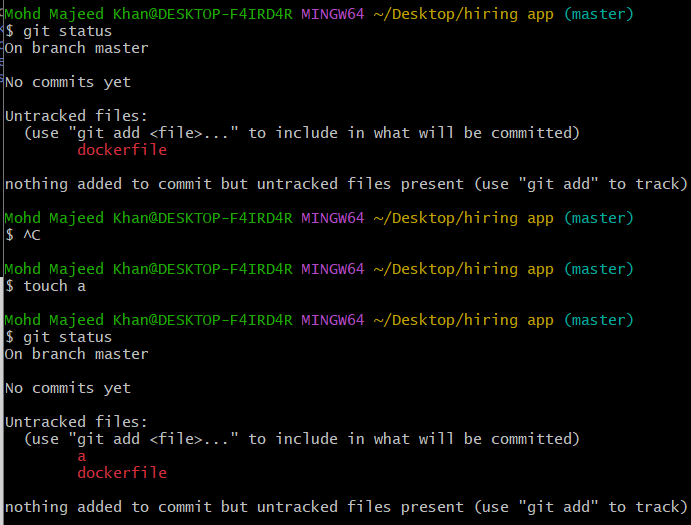 Mohd Majeed Khan@DESKTOP-F4IRD4R MINGW64 ~/Desktop/hiring app (master)
$ git status
On branch master

No commits yet

Untracked files:
  (use "git add <file>..." to include in what will be committed)
        dockerfile

nothing added to commit but untracked files present (use "git add" to track)

Mohd Majeed Khan@DESKTOP-F4IRD4R MINGW64 ~/Desktop/hiring app (master)
$ ^C

Mohd Majeed Khan@DESKTOP-F4IRD4R MINGW64 ~/Desktop/hiring app (master)
$ touch a

Mohd Majeed Khan@DESKTOP-F4IRD4R MINGW64 ~/Desktop/hiring app (master)
$ git status
On branch master

No commits yet

Untracked files:
  (use "git add <file>..." to include in what will be committed)
        a
        dockerfile

nothing added to commit but untracked files present (use "git add" to track)